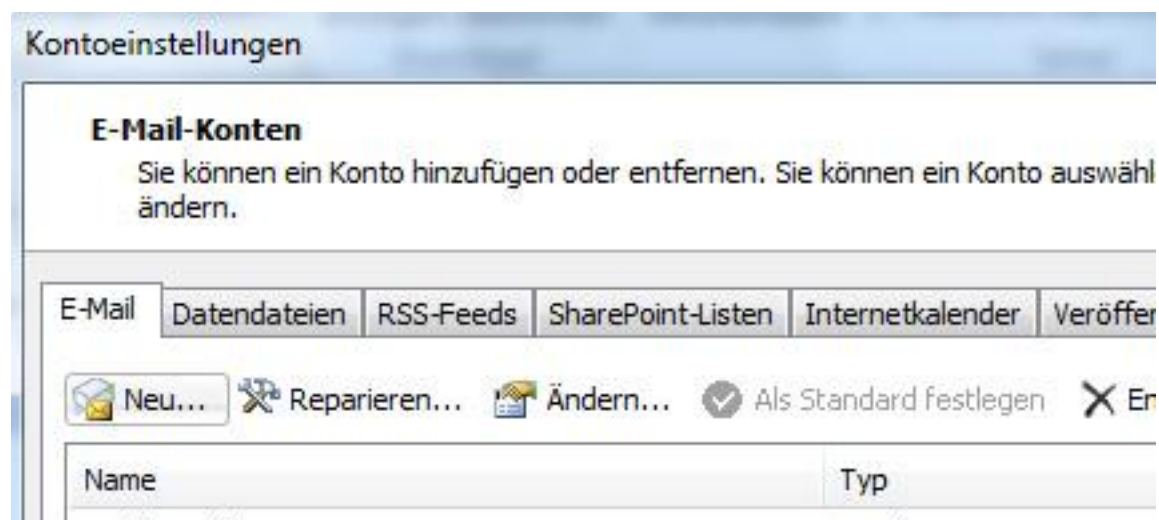 Kontoeinstellungen
E-Mail-Konten
Sie können ein Konto hinzufügen oder entfernen. Sie können ein Konto auswähl
ändern.
E-Mail Datendateien RSS-Feeds SharePoint-Listen Internetkalender Veröffen
Neu... Reparieren... Ändern... Als Standard festlegen En
Name Typ